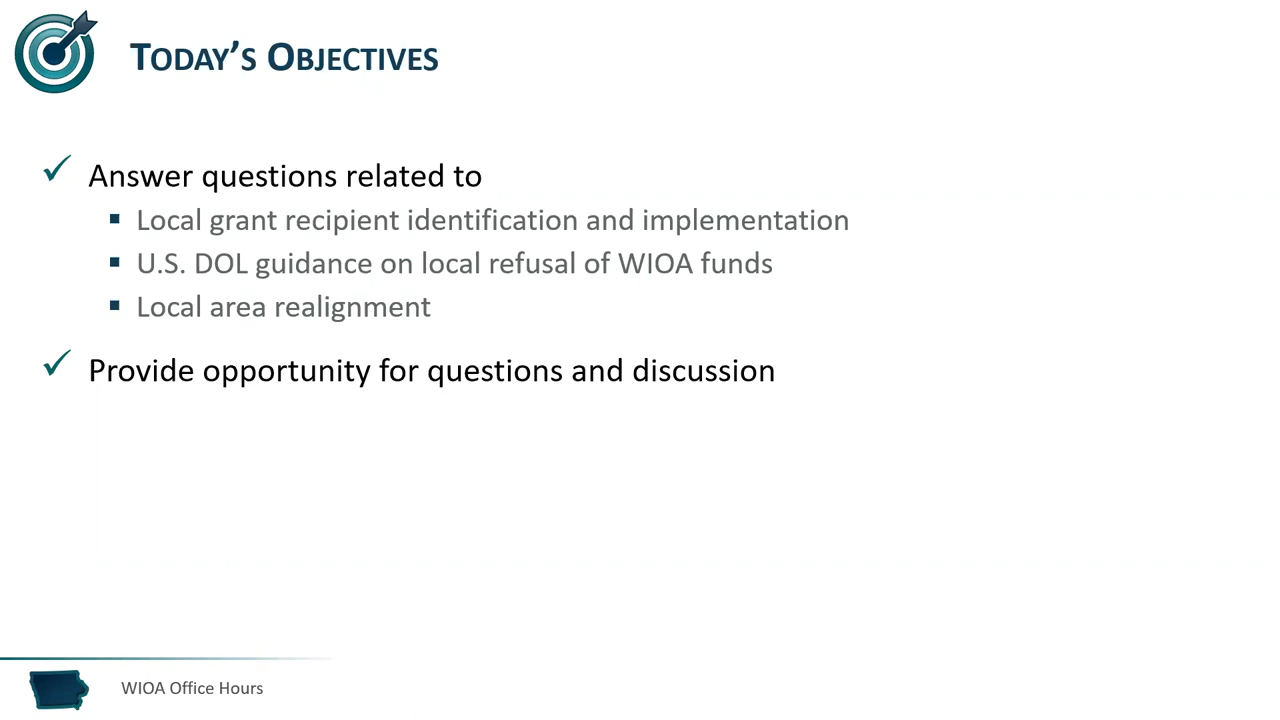 Today's Objectives
Answer questions related to
Local grant recipient identification and implementation
U.S. DOL guidance on local refusal of WIOA funds
Local area realignment
Provide opportunity for questions and discussion
WIOA Office Hours